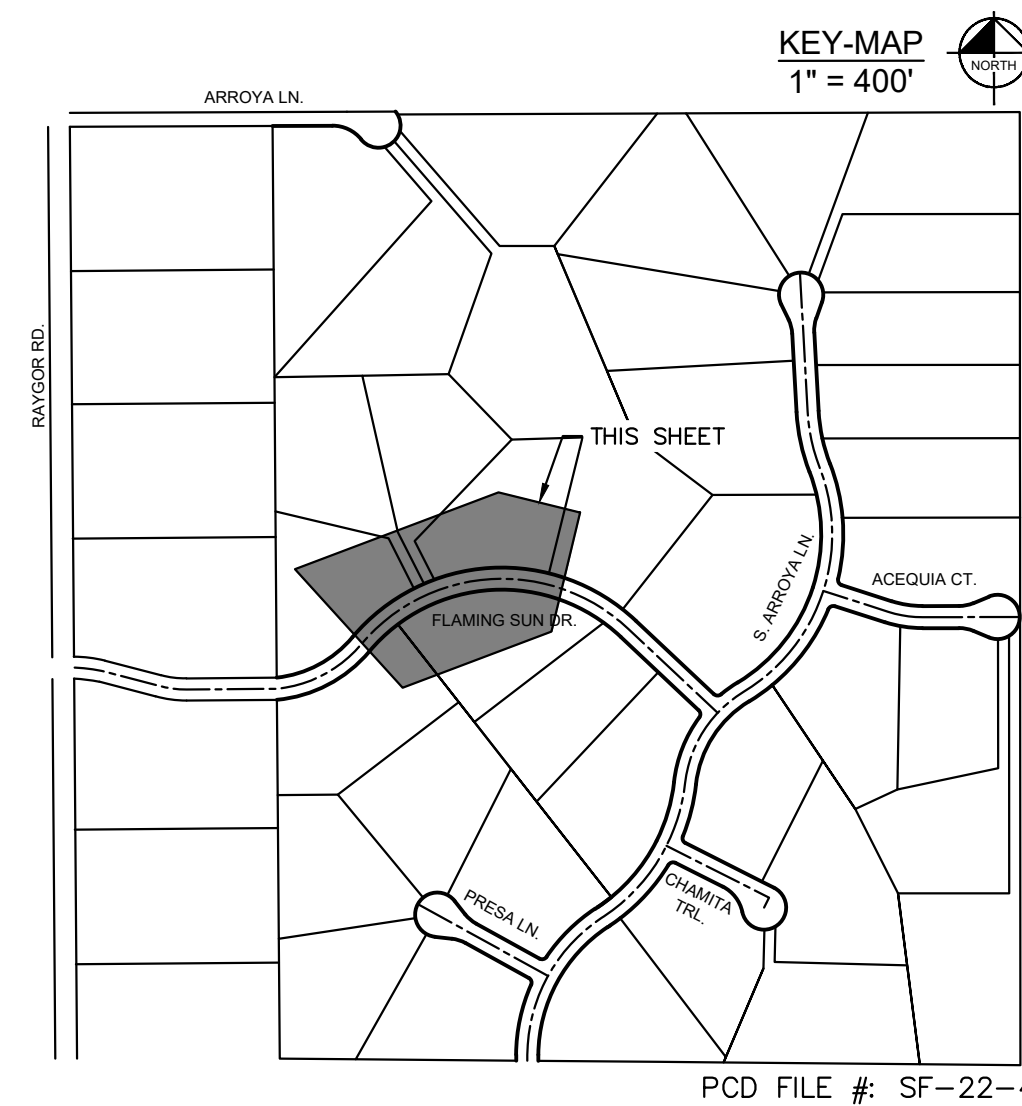 KEY-MAP
1" = 400'
NORTH
ARROYA LN.
RAYGOR RD.
THIS SHEET
S. ARROYA LN.
ACEQUIA CT.
FLAMING SUN DR.
CHAMITA
TRL.
PRESA LN.
PCD FILE #: SF-22-